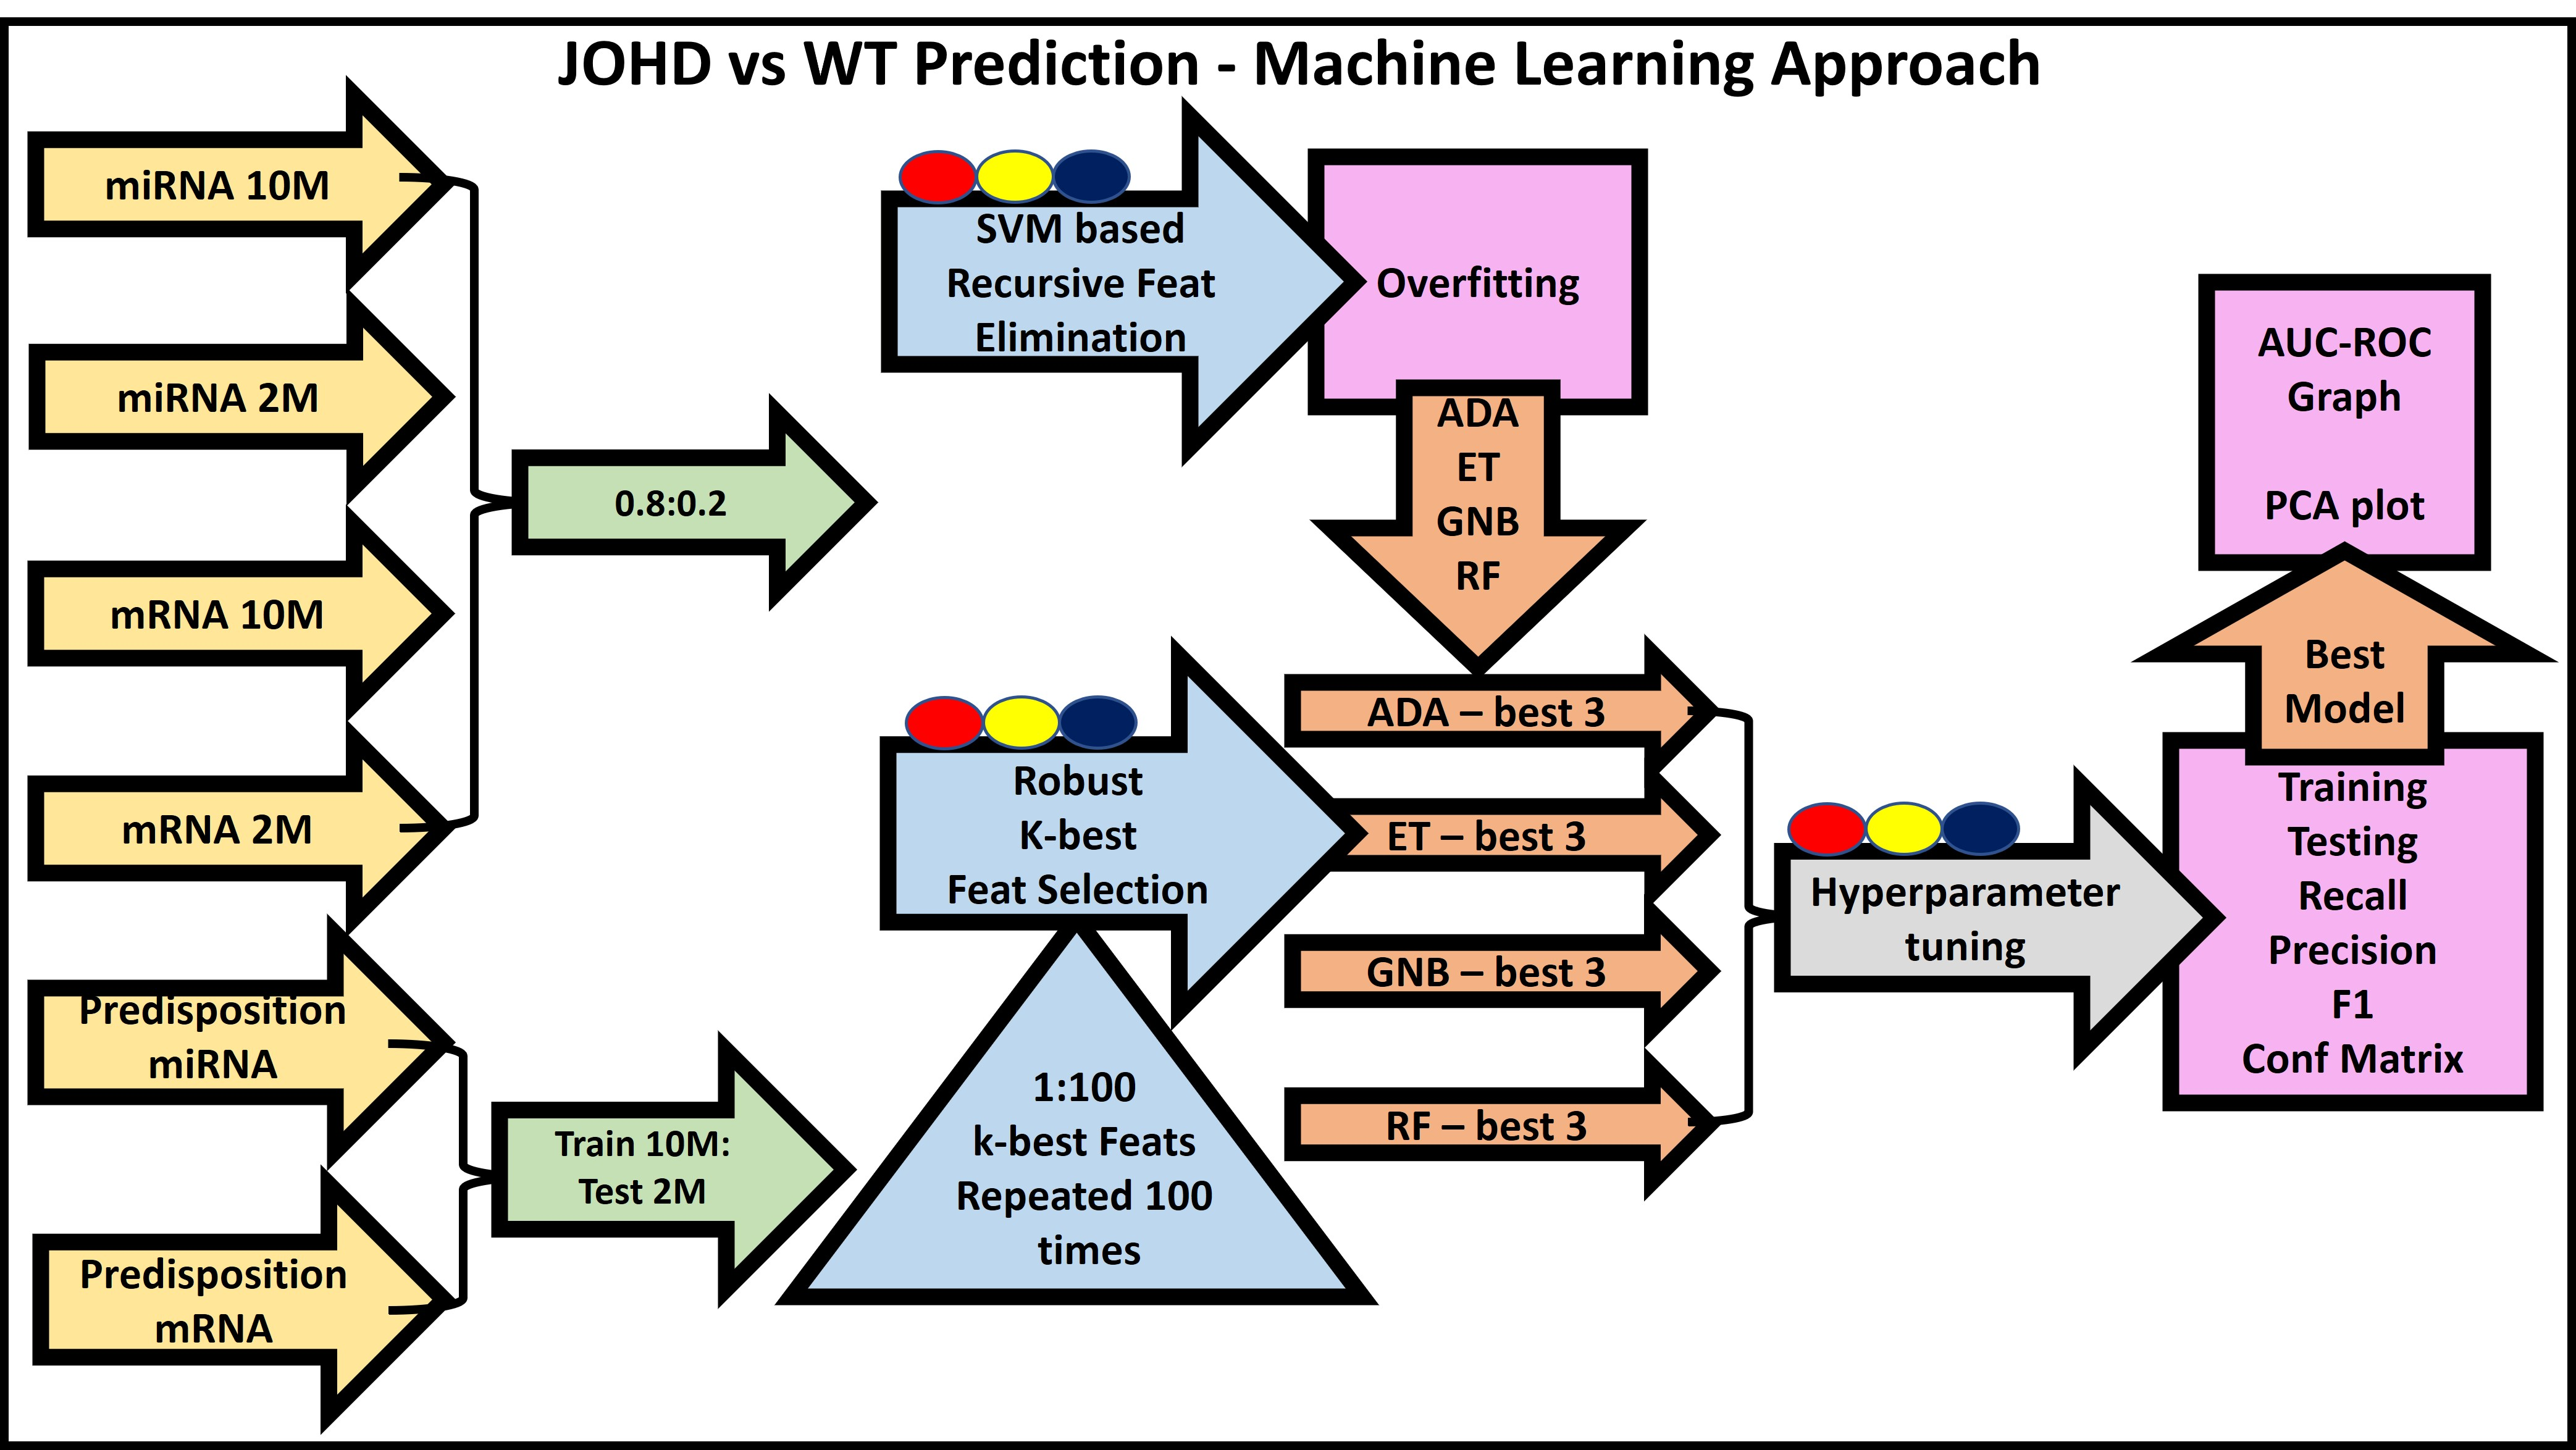 JOHD vs WT Prediction - Machine Learning Approach
miRNA 10M
miRNA 2M
mRNA 10M
mRNA 2M
Predisposition
miRNA
Predisposition
mRNA
0.8:0.2
Train 10M:
Test 2M
SVM based
Recursive Feat
Elimination
Overfitting
ADA
ET
GNB
RF
Robust
K-best
Feat Selection
1:100
k-best Feats
Repeated 100
times
ADA – best 3
ET – best 3
GNB – best 3
RF – best 3
Hyperparameter
tuning
Training
Testing
Recall
Precision
F1
Conf Matrix
Best
Model
AUC-ROC
Graph
PCA plot